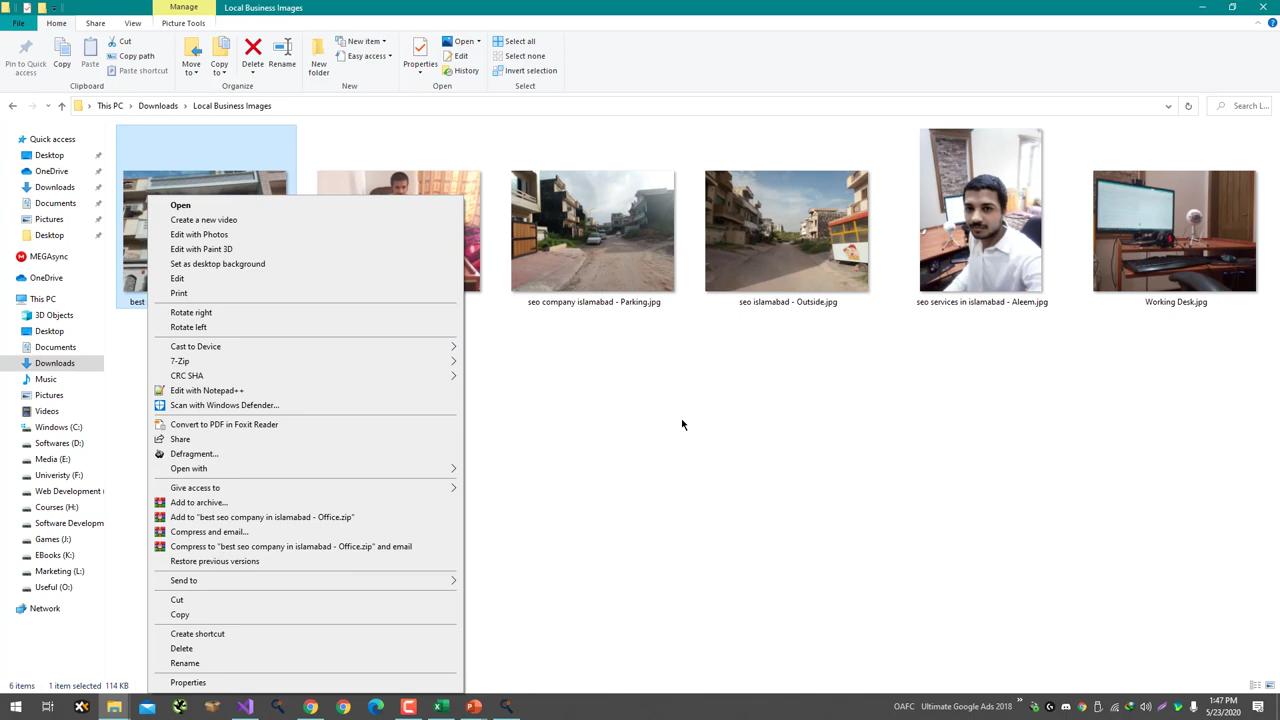 Manage
Local Business Images
File
Home
Share
View
Picture Tools
Pin to Quick access
Copy
Paste
Cut
Copy path
Paste shortcut
Move to
Copy to
Delete
Rename
New folder
New item
Easy access
Properties
Open
Edit
History
Select all
Select none
Invert selection
Clipboard
Organize
New
Open
Select
This PC
Downloads
Local Business Images
Search L...
Quick access
Desktop
OneDrive
Downloads
Documents
Pictures
Desktop
MEGAsync
OneDrive
This PC
3D Objects
Desktop
Documents
Downloads
Music
Pictures
Videos
Windows (C:)
Softwares (D:)
Media (E:)
Univeristy (F:)
Web Development (
Courses (H:)
Software Developm
Games (J:)
EBooks (K:)
Marketing (L:)
Useful (O:)
Network
best
seo company islamabad - Parking.jpg
seo islamabad - Outside.jpg
seo services in islamabad - Aleem.jpg
Working Desk.jpg
Open
Create a new video
Edit with Photos
Edit with Paint 3D
Set as desktop background
Edit
Print
Rotate right
Rotate left
Cast to Device
7-Zip
CRC SHA
Edit with Notepad++
Scan with Windows Defender...
Convert to PDF in Foxit Reader
Share
Defragment...
Open with
Give access to
Add to archive...
Add to "best seo company in islamabad - Office.zip"
Compress and email...
Compress to "best seo company in islamabad - Office.zip" and email
Restore previous versions
Send to
Cut
Copy
Create shortcut
Delete
Rename
Properties
6 items
1 item selected 114 KB
OAFC
Ultimate Google Ads 2018
1:47 PM
5/23/2020